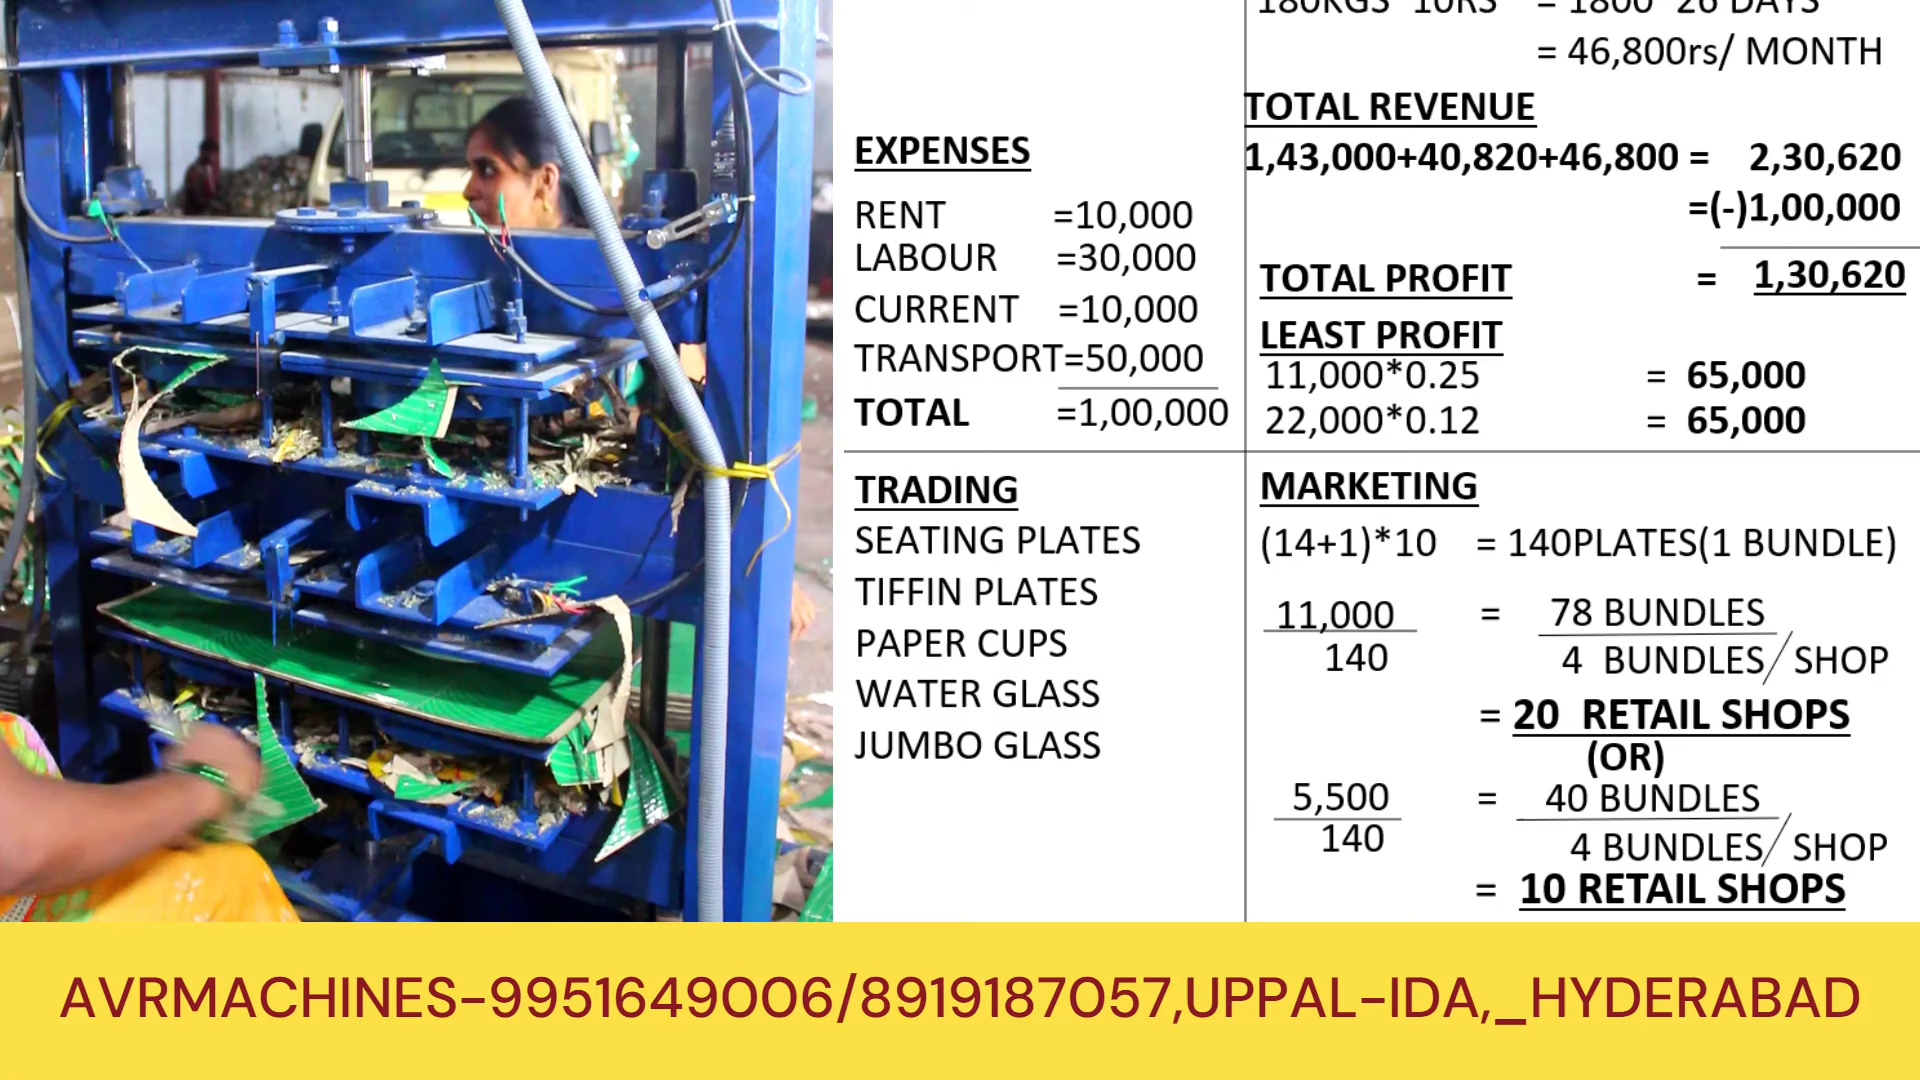 180KGS*10RS = 1800*26 DAYS
= 46,800rs/ MONTH
TOTAL REVENUE
1,43,000+40,820+46,800 = 2,30,620
=(-)1,00,000
TOTAL PROFIT = 1,30,620
LEAST PROFIT
11,000*0.25 = 65,000
22,000*0.12 = 65,000
EXPENSES
RENT =10,000
LABOUR =30,000
CURRENT =10,000
TRANSPORT=50,000
TOTAL =1,00,000
TRADING
SEATING PLATES
TIFFIN PLATES
PAPER CUPS
WATER GLASS
JUMBO GLASS
MARKETING
(14+1)*10 = 140PLATES(1 BUNDLE)
11,000 = 78 BUNDLES
140 4 BUNDLES/SHOP
= 20 RETAIL SHOPS
(OR)
5,500 = 40 BUNDLES
140 4 BUNDLES/SHOP
= 10 RETAIL SHOPS
AVRMACHINES-9951649006/8919187057,UPPAL-IDA,_HYDERABAD